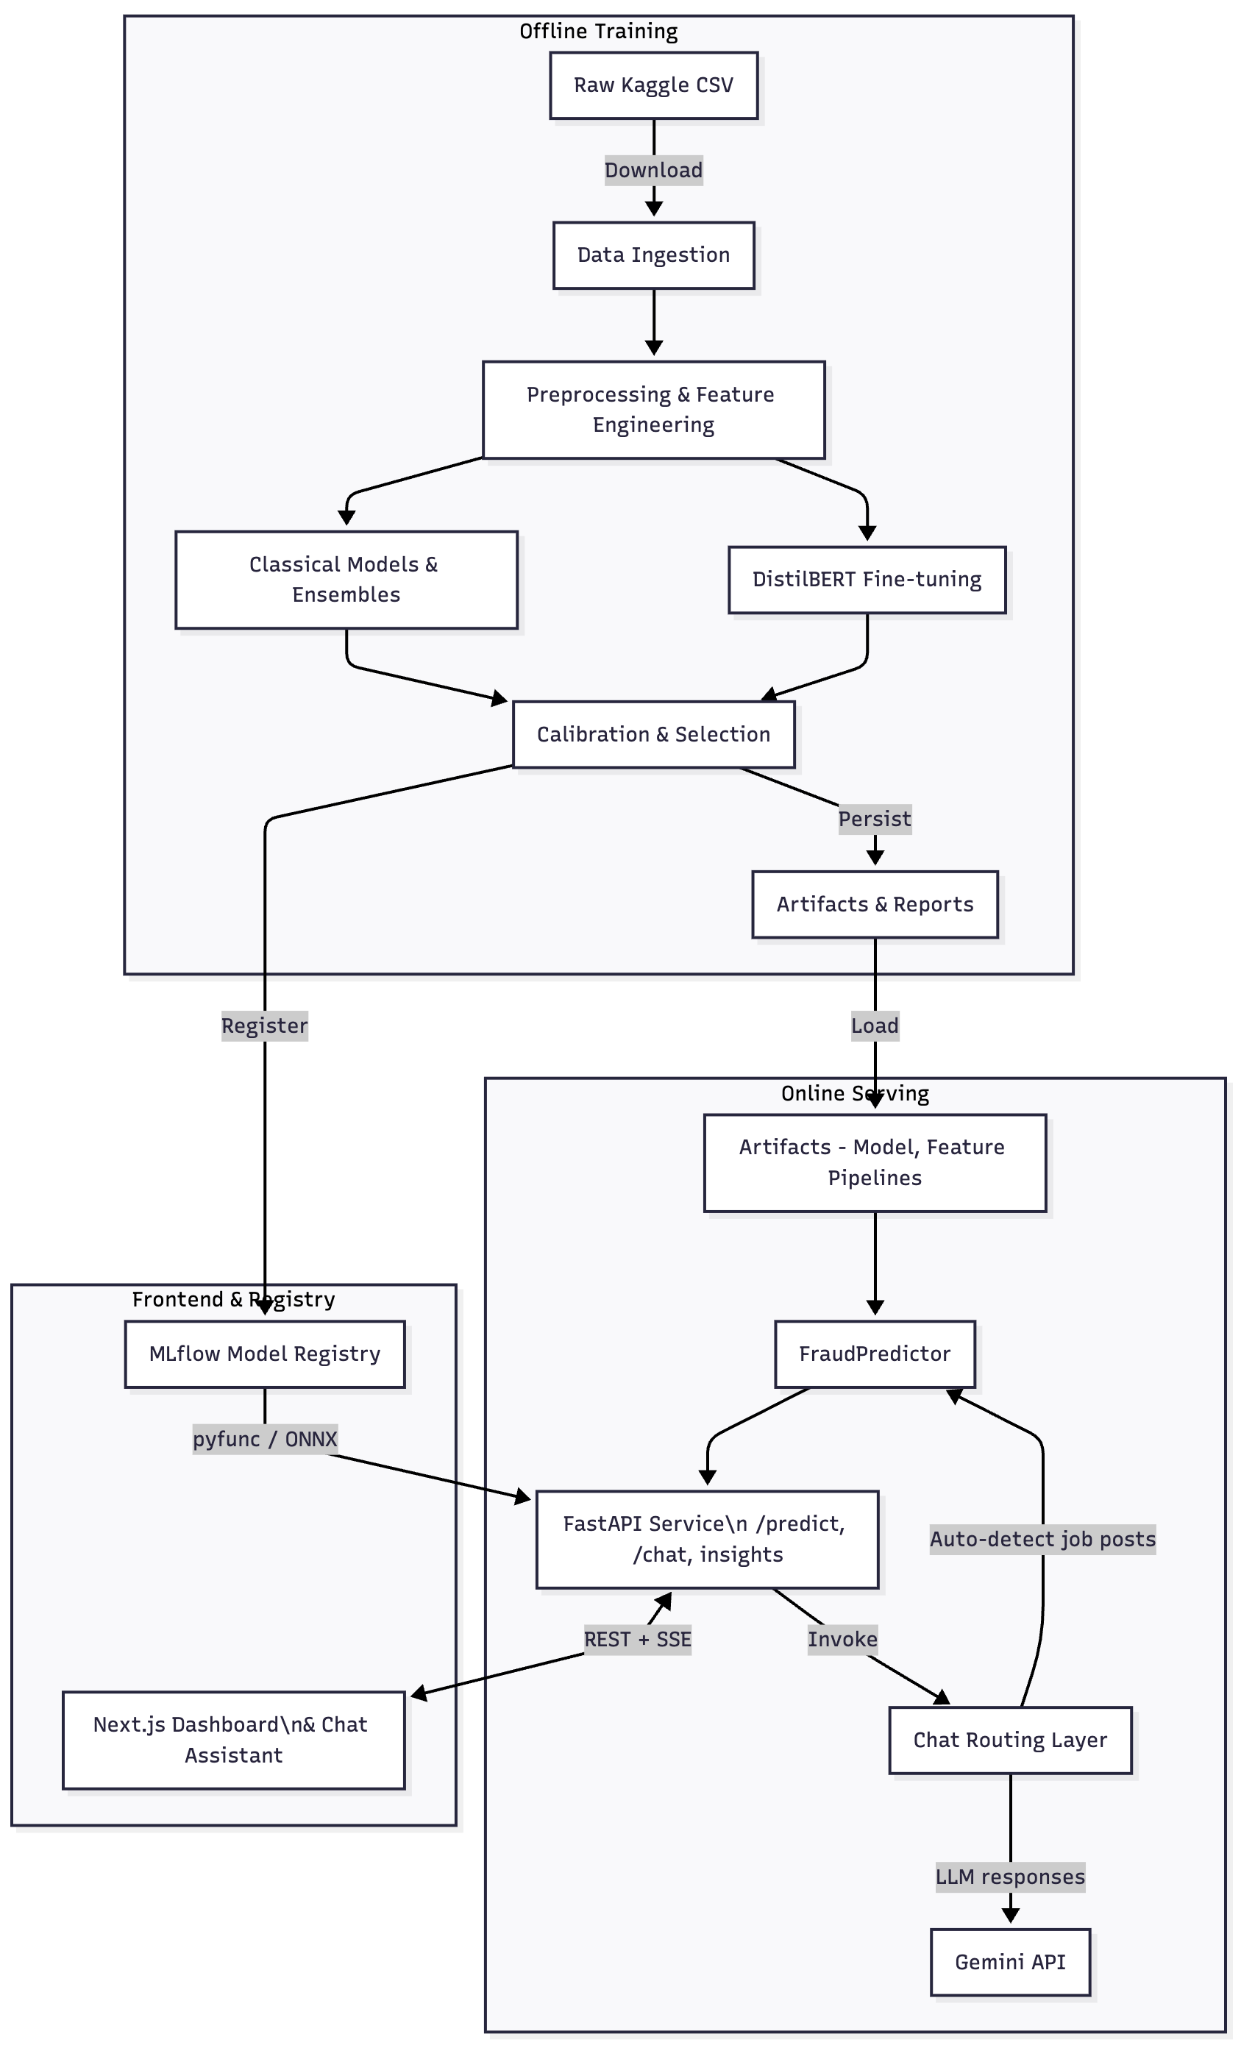 Offline Training
Raw Kaggle CSV
Download
Data Ingestion
Preprocessing & Feature
Engineering
Classical Models &
Ensembles
DistilBERT Fine-tuning
Calibration & Selection
Persist
Artifacts & Reports
Register
Load
Online Serving
Artifacts - Model, Feature
Pipelines
Frontend & Registry
MLflow Model Registry
FraudPredictor
pyfunc / ONNX
FastAPI Service\n /predict,
/chat, insights
Auto-detect job posts
REST + SSE
Invoke
Next.js Dashboard\n& Chat
Assistant
Chat Routing Layer
LLM responses
Gemini API